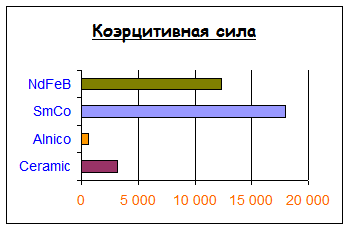 Коэрцитивная сила
NdFeB
SmCo
Alnico
Ceramic
0 5 000 10 000 15 000 20 000